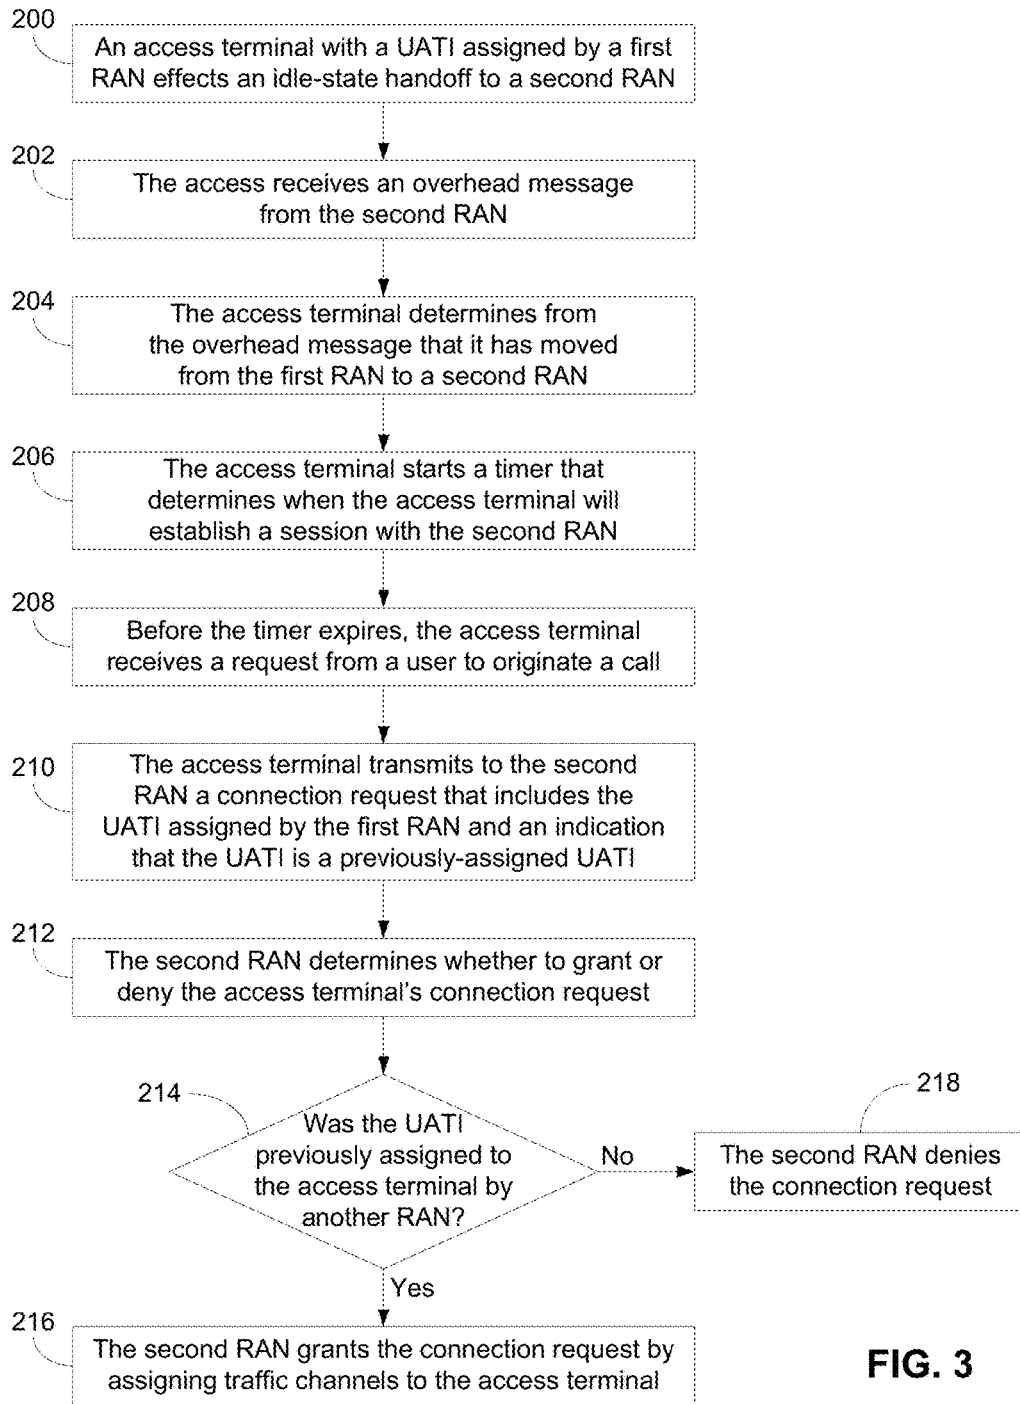 200
An access terminal with a UATI assigned by a first
RAN effects an idle-state handoff to a second RAN
202
The access receives an overhead message
from the second RAN
204
The access terminal determines from
the overhead message that it has moved
from the first RAN to a second RAN
206
The access terminal starts a timer that
determines when the access terminal will
establish a session with the second RAN
208
Before the timer expires, the access terminal
receives a request from a user to originate a call
210
The access terminal transmits to the second
RAN a connection request that includes the
UATI assigned by the first RAN and an indication
that the UATI is a previously-assigned UATI
212
The second RAN determines whether to grant or
deny the access terminal's connection request
214
Was the UATI
previously assigned to
the access terminal by
another RAN?
No
218
The second RAN denies
the connection request
Yes
216
The second RAN grants the connection request by
assigning traffic channels to the access terminal
FIG. 3